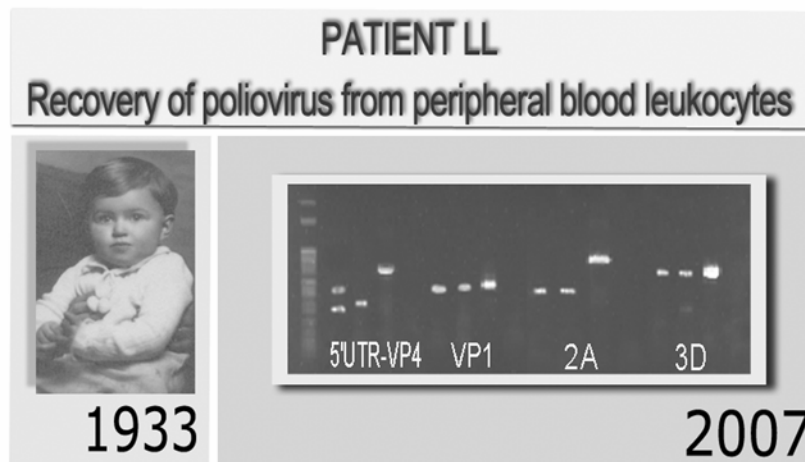 PATIENT LL
Recovery of poliovirus from peripheral blood leukocytes
5'UTR-VP4 VP1 2A 3D
1933
2007